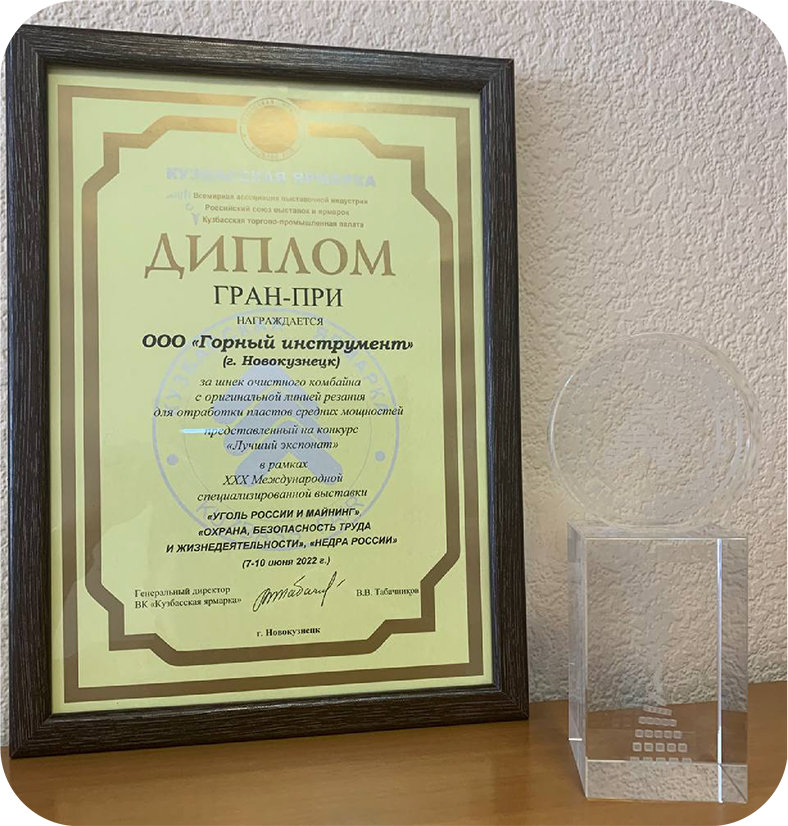 КУЗБАССКАЯ ЯРМАРКА
Всемирная ассоциация выставочной индустрии
Российский союз выставок и ярмарок
Кузбасская торгово-промышленная палата
ДИПЛОМ
ГРАН-ПРИ
НАГРАЖДАЕТСЯ
ООО «Горный инструмент»
(г. Новокузнецк)
за шнек очистного комбайна
с оригинальной линией резания
для отработки пластов средних мощностей
представленный на конкурс
«Лучший экспонат»
в рамках
XXX Международной
специализированной выставки
«УГОЛЬ РОССИИ И МАЙНИНГ»,
«ОХРАНА, БЕЗОПАСНОСТЬ ТРУДА
И ЖИЗНЕДЕЯТЕЛЬНОСТИ», «НЕДРА РОССИИ»
(7-10 июня 2022 г.)
Генеральный директор
ВК «Кузбасская ярмарка»
В.В. Табачников
г. Новокузнецк